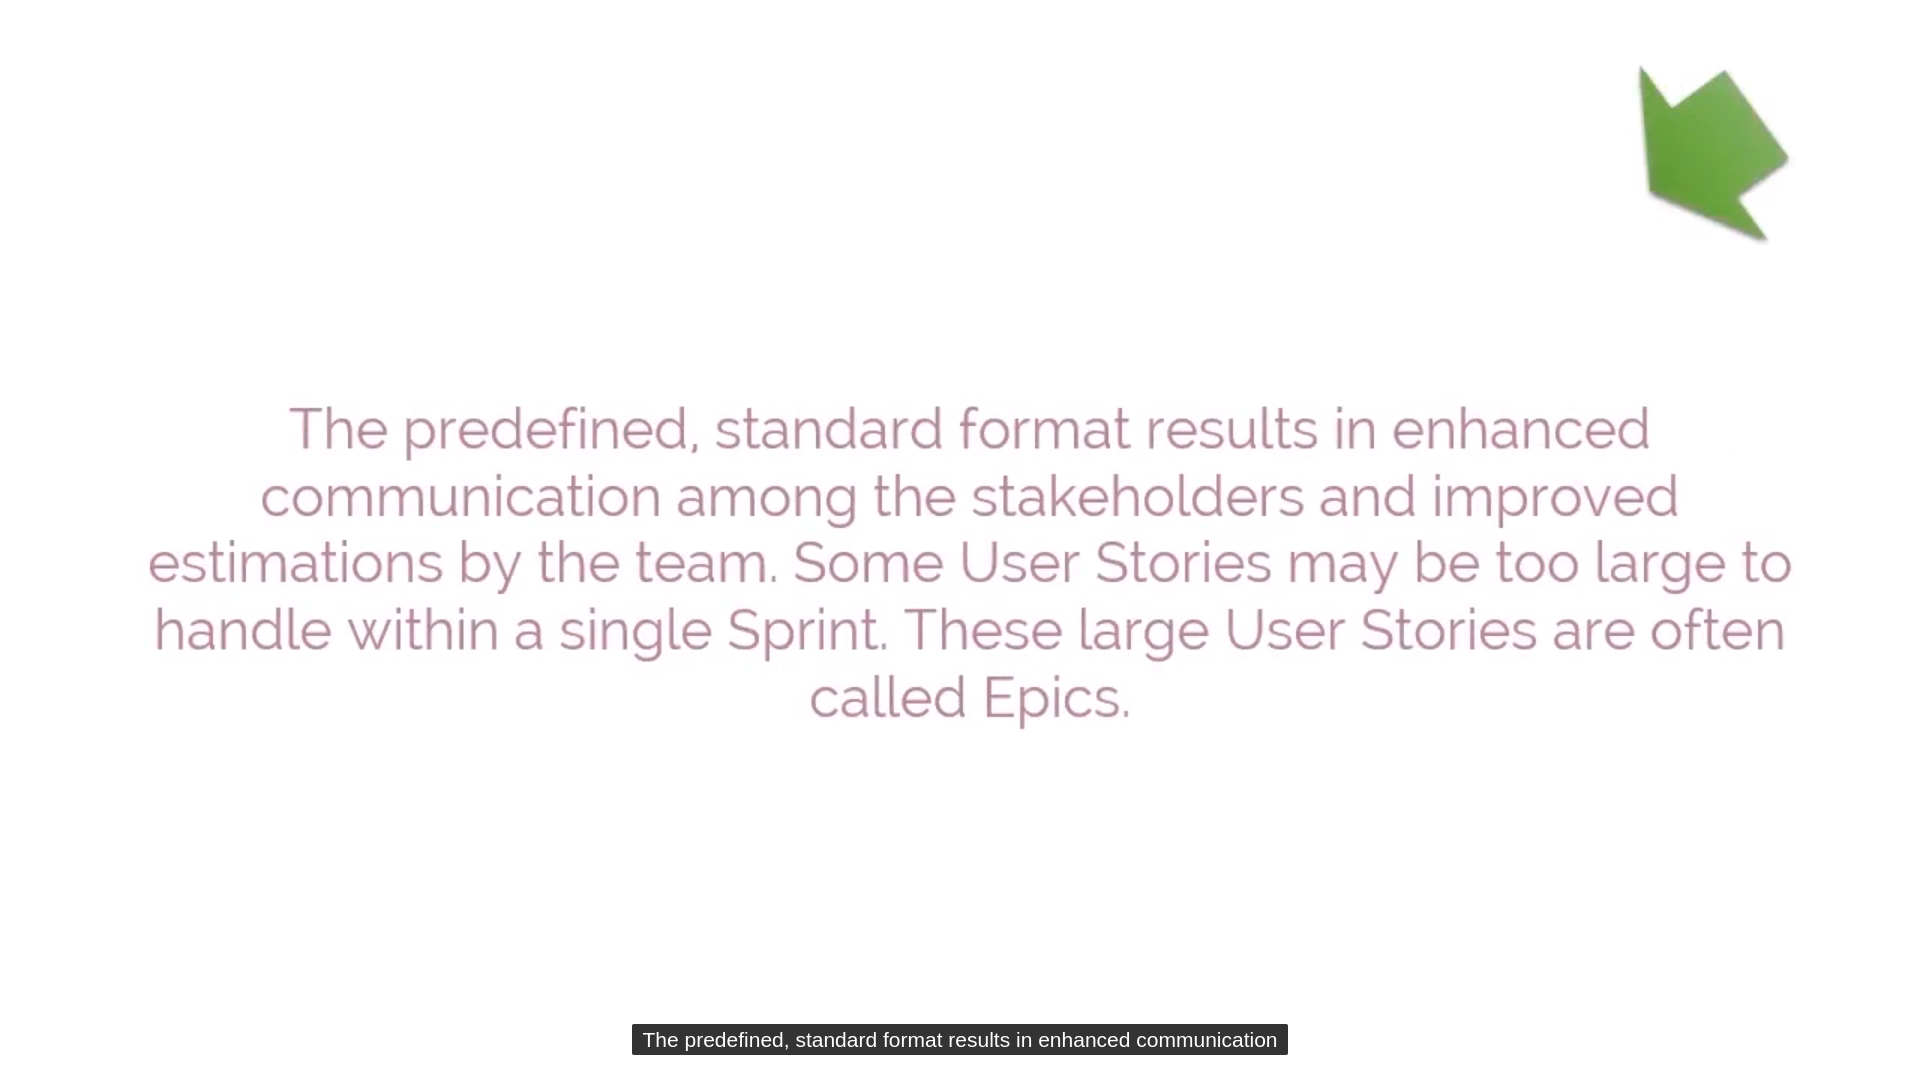 The predefined, standard format results in enhanced
communication among the stakeholders and improved
estimations by the team. Some User Stories may be too large to
handle within a single Sprint. These large User Stories are often
called Epics.
The predefined, standard format results in enhanced communication